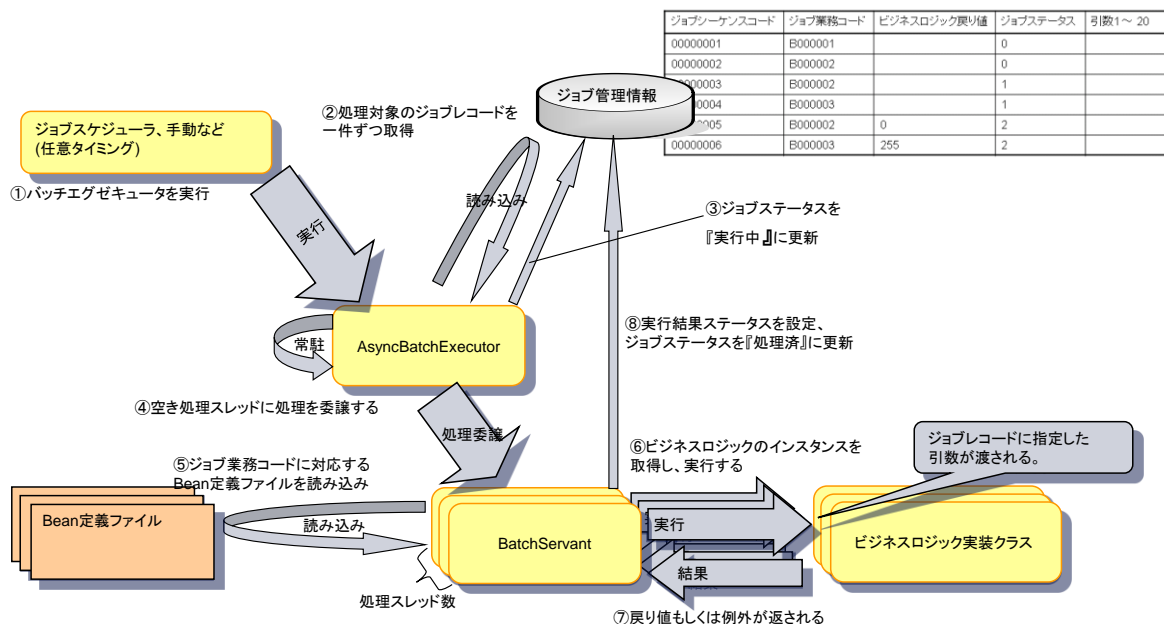 ジョブシーケンスコード ジョブ業務コード ビジネスロジック戻り値 ジョブステータス 引数1～ 20
00000001 B000001 0
00000002 B000002 0
0000003 B000002 1
004 B000003 1
005 B000002 0 2
00000006 B000003 255 2
ジョブ管理情報
②処理対象のジョブレコードを
一件ずつ取得
ジョブスケジューラ、手動など
(任意タイミング)
①バッチエグゼキュータを実行
読み込み
実行
③ジョブステータスを
『実行中』に更新
AsyncBatchExecutor
常駐
⑧実行結果ステータスを設定、
ジョブステータスを『処理済』に更新
④空き処理スレッドに処理を委譲する
処理委譲
⑥ビジネスロジックのインスタンスを
取得し、実行する
ジョブレコードに指定した
引数が渡される。
⑤ジョブ業務コードに対応する
Bean定義ファイルを読み込み
Bean定義ファイル
読み込み
BatchServant
実行
結果
ビジネスロジック実装クラス
処理スレッド数
⑦戻り値もしくは例外が返される